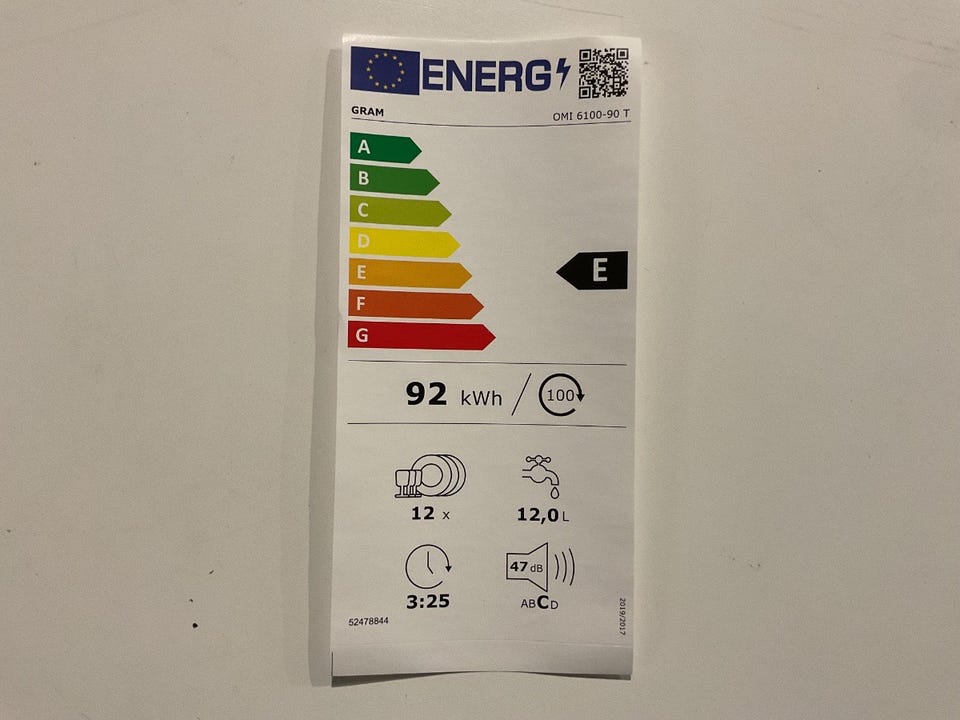 ENERG
GRAM
OMI 6100-90 T
A
B
C
D
E
F
G
E
92 kWh / 100
12 x
12,0 L
3:25
47 dB
ABCD
52478844
2019/2017